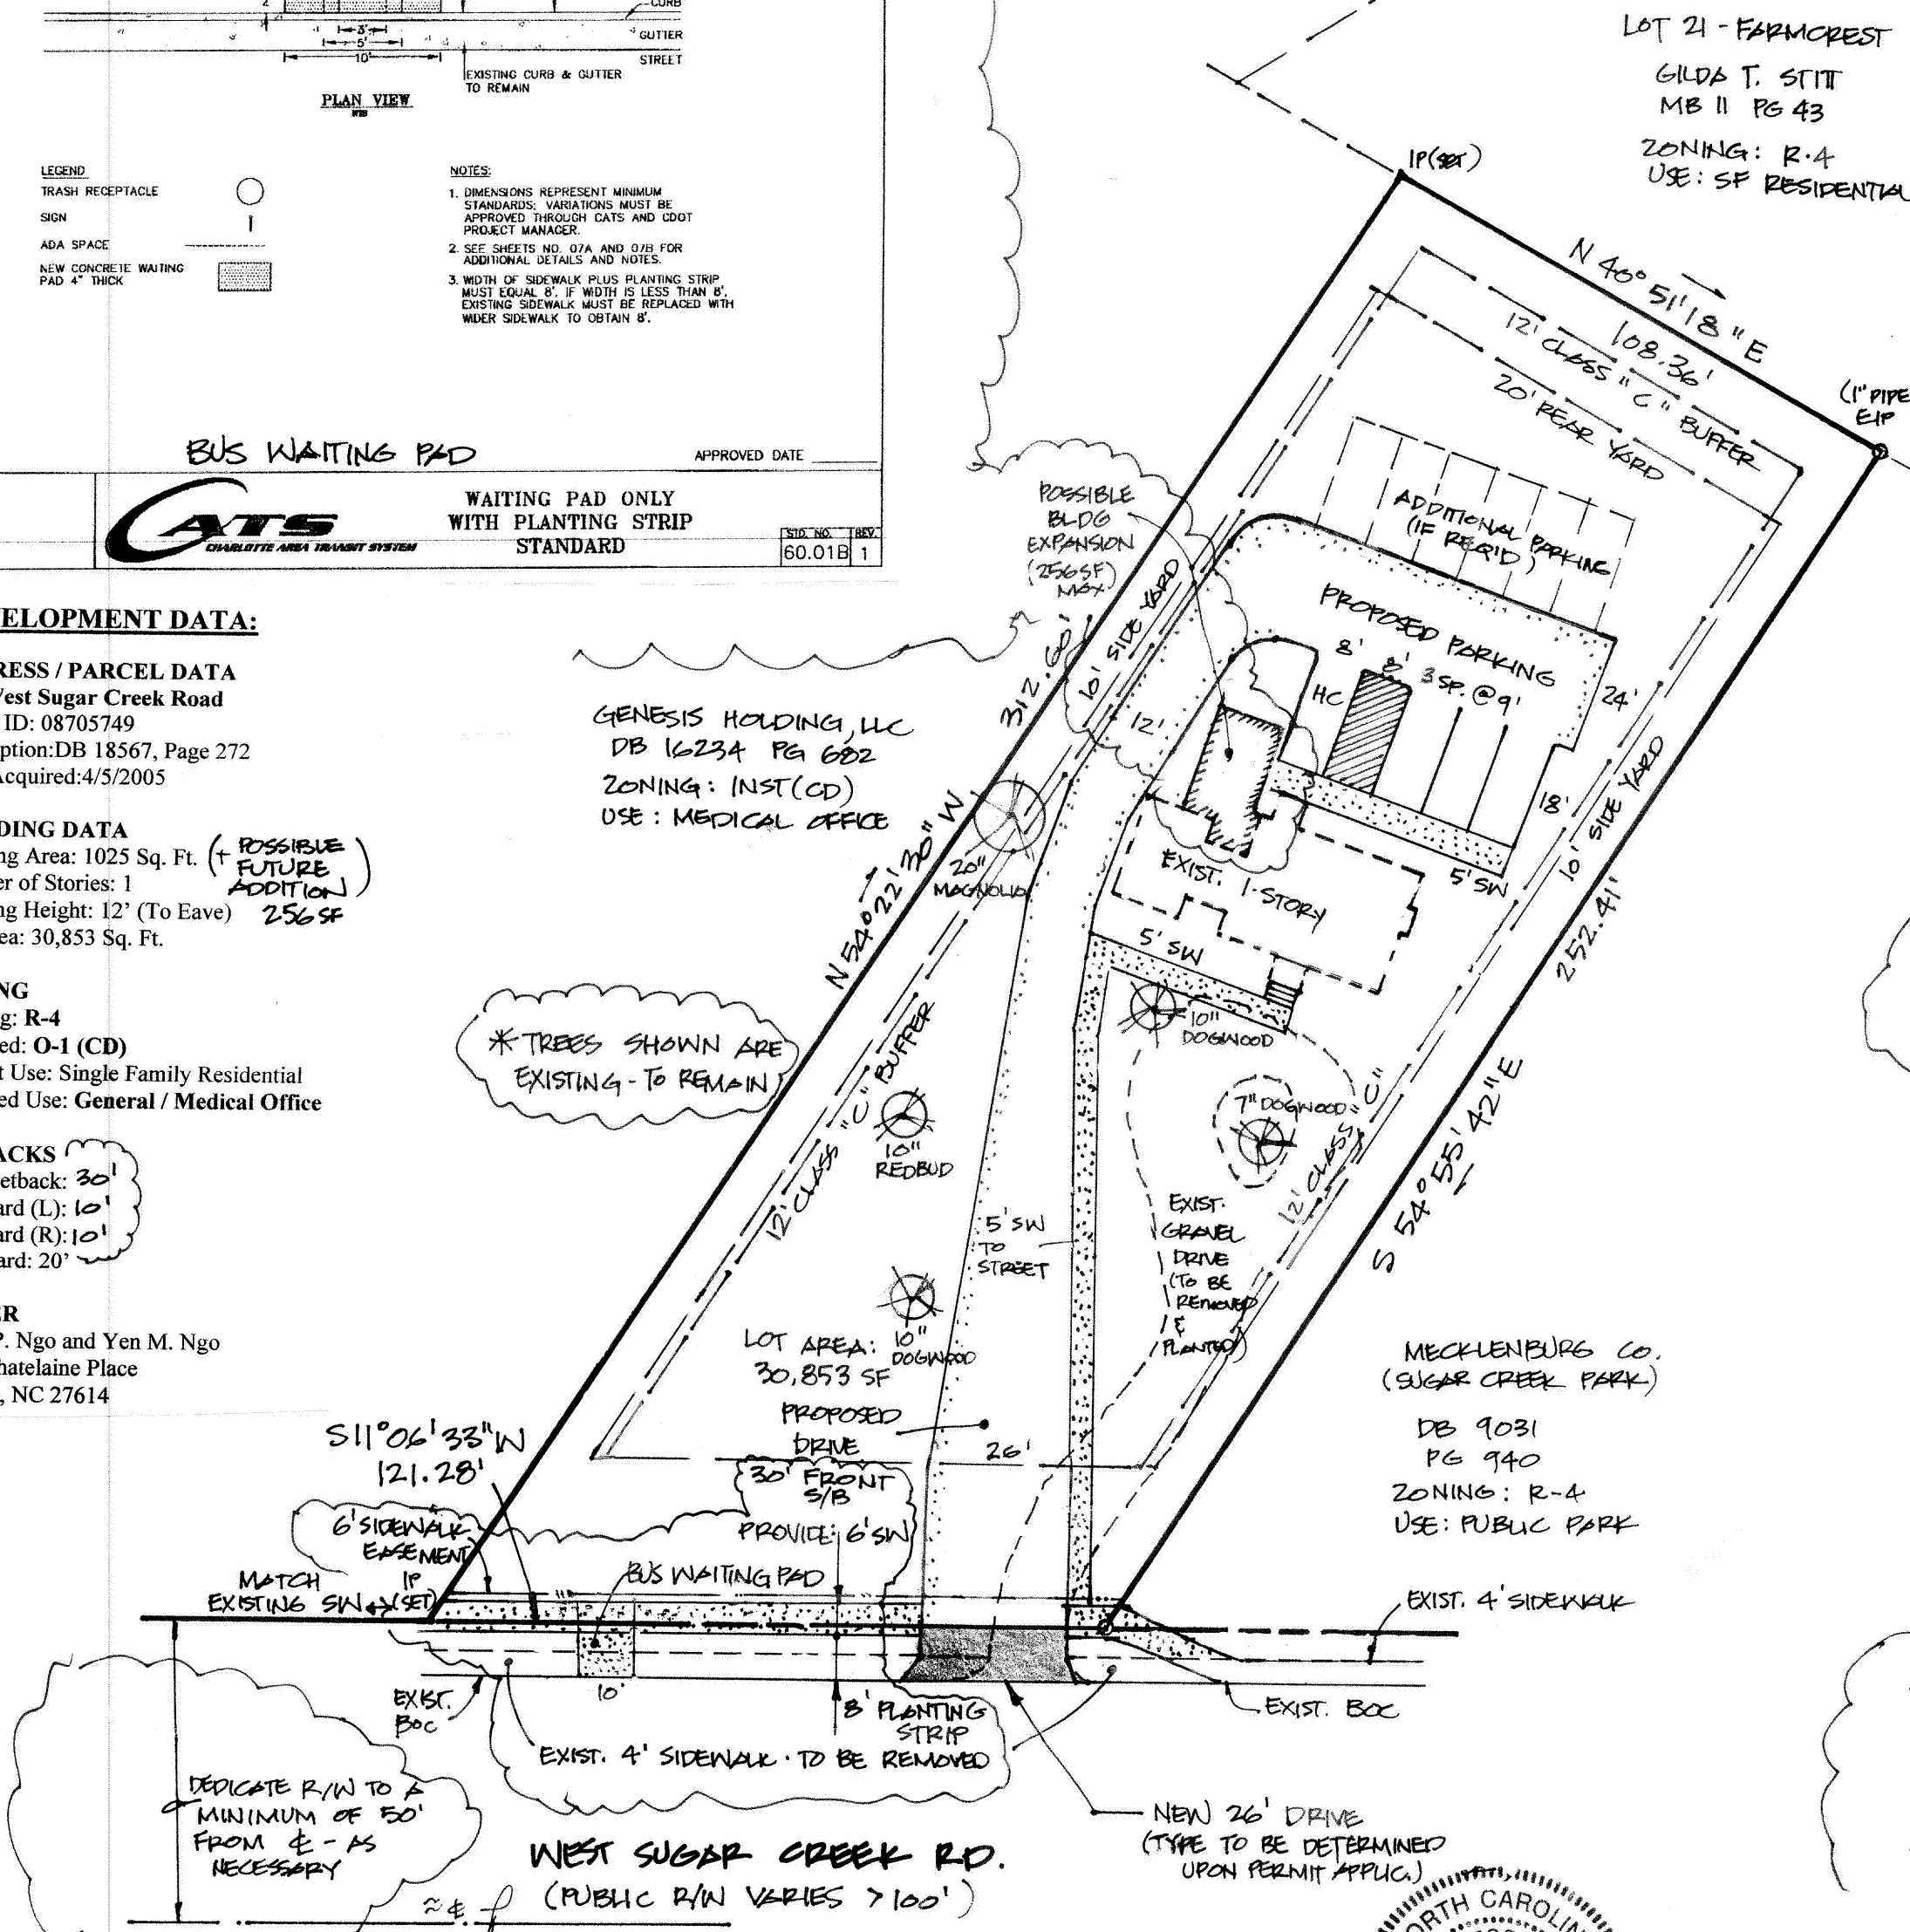 CURB
2
3'
5'
10'
GUTTER
STREET
EXISTING CURB & GUTTER
TO REMAIN
PLAN VIEW
LEGEND
TRASH RECEPTACLE
SIGN
ADA SPACE
NEW CONCRETE WAITING
PAD 4" THICK
NOTES:
1. DIMENSIONS REPRESENT MINIMUM
STANDARDS; VARIATIONS MUST BE
APPROVED THROUGH CATS AND CDOT
PROJECT MANAGER.
2. SEE SHEETS NO. 07A AND 07B FOR
ADDITIONAL DETAILS AND NOTES.
3. WIDTH OF SIDEWALK PLUS PLANTING STRIP
MUST EQUAL 8'. IF WIDTH IS LESS THAN 8',
EXISTING SIDEWALK MUST BE REPLACED WITH
WIDER SIDEWALK TO OBTAIN 8'.
BUS WAITING PAD
APPROVED DATE
CATS
CHARLOTTE AREA TRANSIT SYSTEM
WAITING PAD ONLY
WITH PLANTING STRIP
STANDARD
STD. NO. REV.
60.01B 1
ELOPMENT DATA:
RESS / PARCEL DATA
Vest Sugar Creek Road
ID: 08705749
ption:DB 18567, Page 272
Acquired:4/5/2005
DING DATA
ng Area: 1025 Sq. Ft. (+ POSSIBLE
FUTURE
ADDITION)
256 SF
er of Stories: 1
ng Height: 12' (To Eave)
ea: 30,853 Sq. Ft.
NG
g: R-4
ed: O-1 (CD)
t Use: Single Family Residential
ed Use: General / Medical Office
ACKS
etback: 30'
ard (L): 10'
ard (R): 10'
ard: 20'
ER
P. Ngo and Yen M. Ngo
hatelaine Place
, NC 27614
LOT 21 - FARMCREST
GILDA T. STITT
MB 11 PG 43
ZONING: R-4
USE: SF RESIDENTIAL
IP(SET)
N 40° 51' 18" E
108.36'
12' CLASS "C" BUFFER
20' REAR YARD
(1" PIPE
EIP
POSSIBLE
BLDG
EXPANSION
(256 SF)
MAX
ADDITIONAL PARKING
(IF REQ'D)
PROPOSED PARKING
8'
8'
3 SP. @ 9'
HC
24'
18'
10' SIDE YARD
12'
312.60'
N 54° 22' 30" W
GENESIS HOLDING, LLC
DB 16234 PG 682
ZONING: INST (CD)
USE: MEDICAL OFFICE
20"
MAGNOLIA
EXIST. 1-STORY
5' SW
5' SW
10' SIDE YARD
252.41'
S 54° 55' 42" E
*TREES SHOWN ARE
EXISTING - TO REMAIN
12' CLASS "C" BUFFER
10"
DOGWOOD
7" DOGWOOD
12' CLASS "C"
10"
REDBUD
5' SW
TO
STREET
EXIST.
GRAVEL
DRIVE
(TO BE
REMOVED
&
PLANTED)
10"
DOGWOOD
LOT AREA:
30,853 SF
PROPOSED
DRIVE
26'
30' FRONT
S/B
PROVIDE: 6' SW
MECKLENBURG CO.
(SUGAR CREEK PARK)
DB 9031
PG 940
ZONING: R-4
USE: PUBLIC PARK
S11° 06' 33" W
121.28'
6' SIDEWALK
EASEMENT
MATCH
EXISTING SW
IP
(SET)
BUS WAITING PAD
EXIST. 4' SIDEWALK
EXIST.
BOC
10'
8' PLANTING
STRIP
EXIST. 4' SIDEWALK · TO BE REMOVED
EXIST. BOC
DEDICATE R/W TO A
MINIMUM OF 50'
FROM ℄ - AS
NECESSARY
≈ ℄
WEST SUGAR CREEK RD.
(PUBLIC R/W VARIES > 100')
NEW 26' DRIVE
(TYPE TO BE DETERMINED
UPON PERMIT APPLIC.)
ORTH CAROLIN